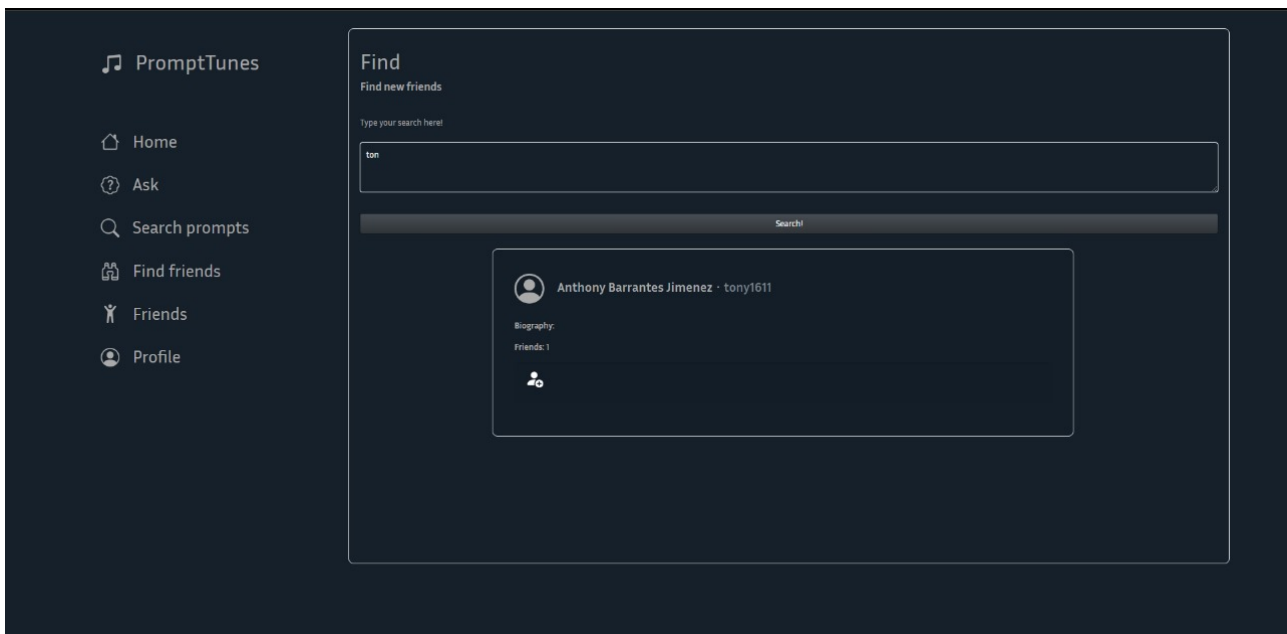 PromptTunes
Home
Ask
Search prompts
Find friends
Friends
Profile
Find
Find new friends
Type your search here!
ton
Search!
Anthony Barrantes Jimenez · tony1611
Biography:
Friends: 1